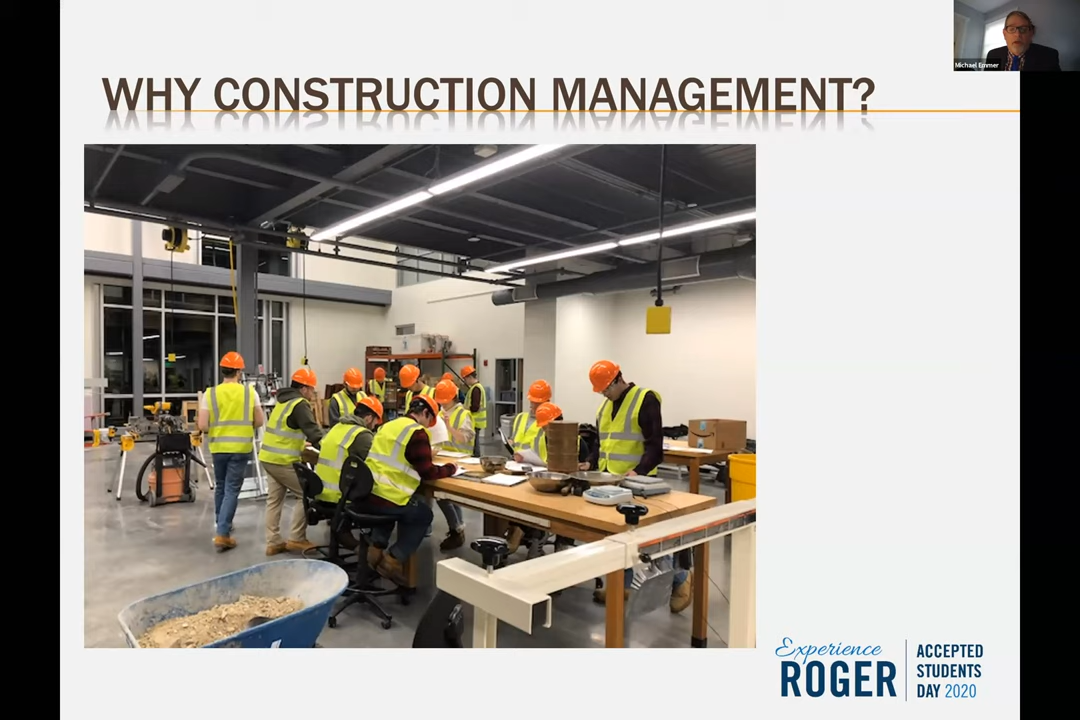 Michael Emmer
WHY CONSTRUCTION MANAGEMENT?
Experience
ROGER
ACCEPTED
STUDENTS
DAY 2020